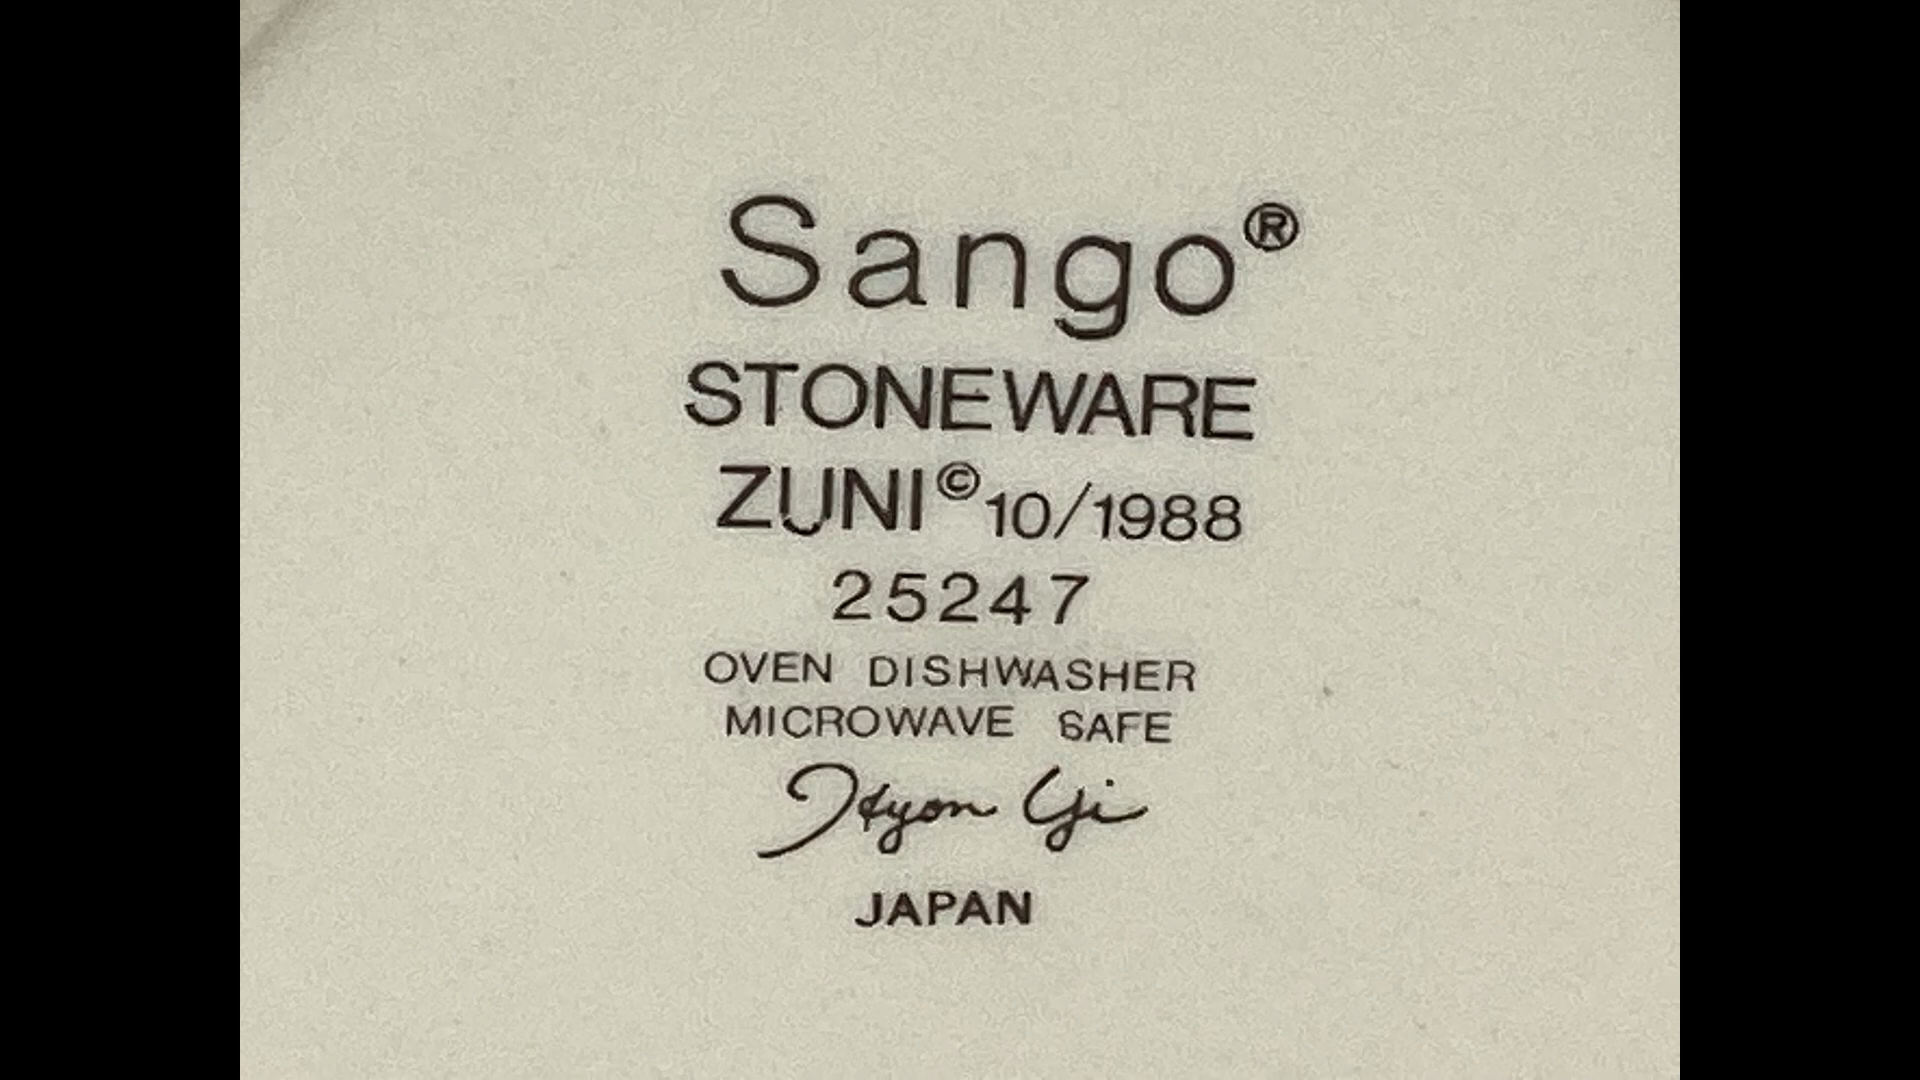 Sango®
STONEWARE
ZUNI© 10/1988
25247
OVEN DISHWASHER
MICROWAVE SAFE
Hyon Yi
JAPAN